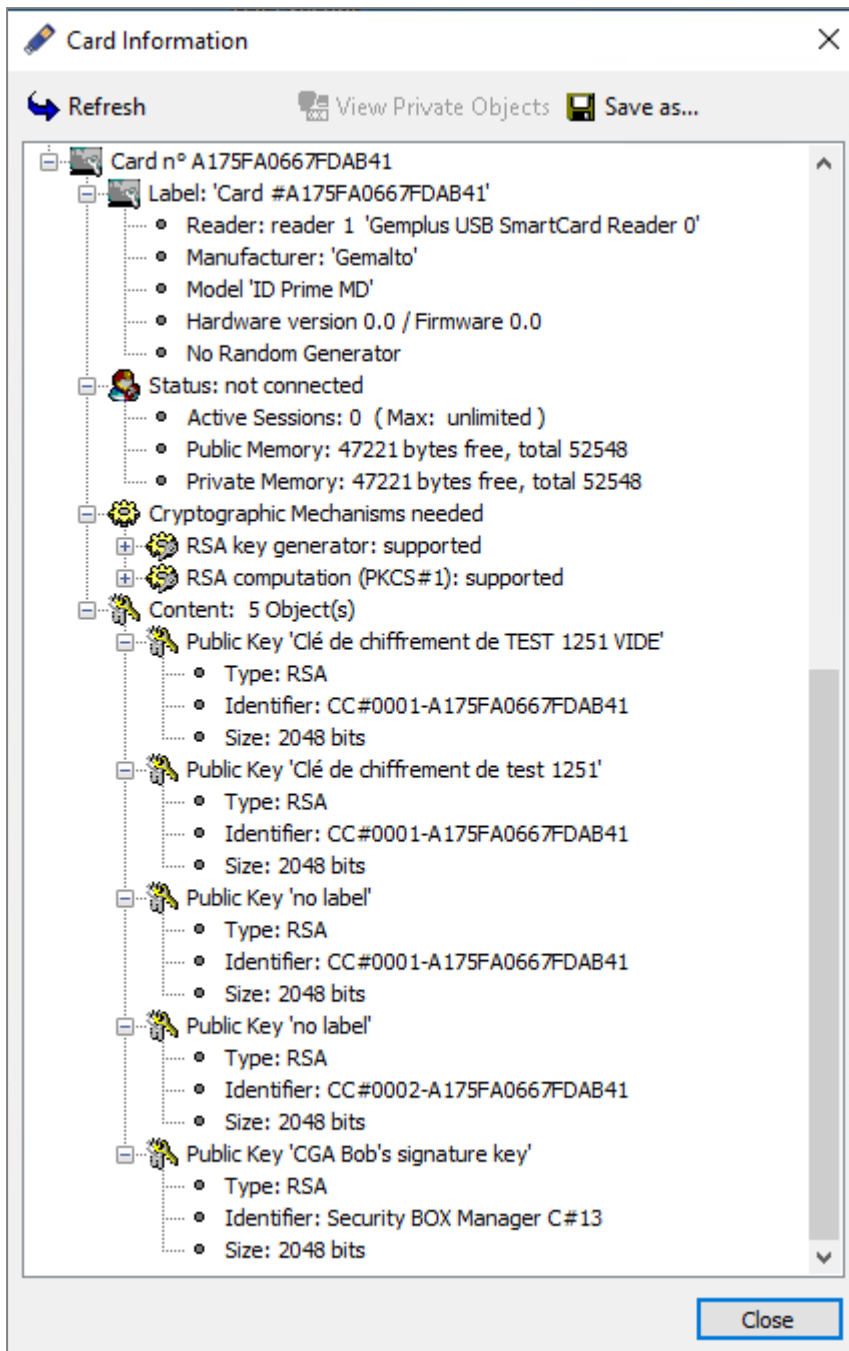 Card Information
Refresh View Private Objects Save as...
Card n° A175FA0667FDAB41
Label: 'Card #A175FA0667FDAB41'
Reader: reader 1 'Gemplus USB SmartCard Reader 0'
Manufacturer: 'Gemalto'
Model 'ID Prime MD'
Hardware version 0.0 / Firmware 0.0
No Random Generator
Status: not connected
Active Sessions: 0 ( Max: unlimited )
Public Memory: 47221 bytes free, total 52548
Private Memory: 47221 bytes free, total 52548
Cryptographic Mechanisms needed
RSA key generator: supported
RSA computation (PKCS#1): supported
Content: 5 Object(s)
Public Key 'Clé de chiffrement de TEST 1251 VIDE'
Type: RSA
Identifier: CC#0001-A175FA0667FDAB41
Size: 2048 bits
Public Key 'Clé de chiffrement de test 1251'
Type: RSA
Identifier: CC#0001-A175FA0667FDAB41
Size: 2048 bits
Public Key 'no label'
Type: RSA
Identifier: CC#0001-A175FA0667FDAB41
Size: 2048 bits
Public Key 'no label'
Type: RSA
Identifier: CC#0002-A175FA0667FDAB41
Size: 2048 bits
Public Key 'CGA Bob's signature key'
Type: RSA
Identifier: Security BOX Manager C#13
Size: 2048 bits
Close